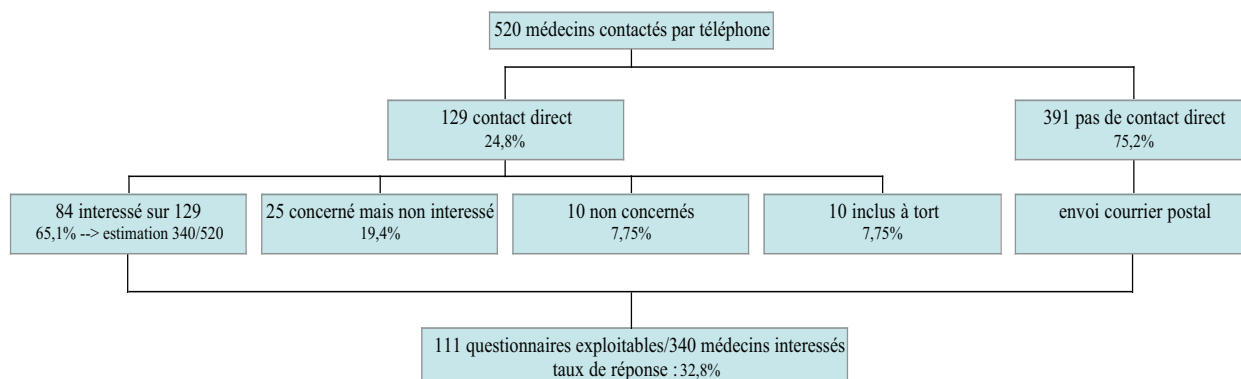 520 médecins contactés par téléphone
129 contact direct
24,8%
391 pas de contact direct
75,2%
84 interessé sur 129
65,1% --> estimation 340/520
25 concerné mais non interessé
19,4%
10 non concernés
7,75%
10 inclus à tort
7,75%
envoi courrier postal
111 questionnaires exploitables/340 médecins interessés
taux de réponse : 32,8%